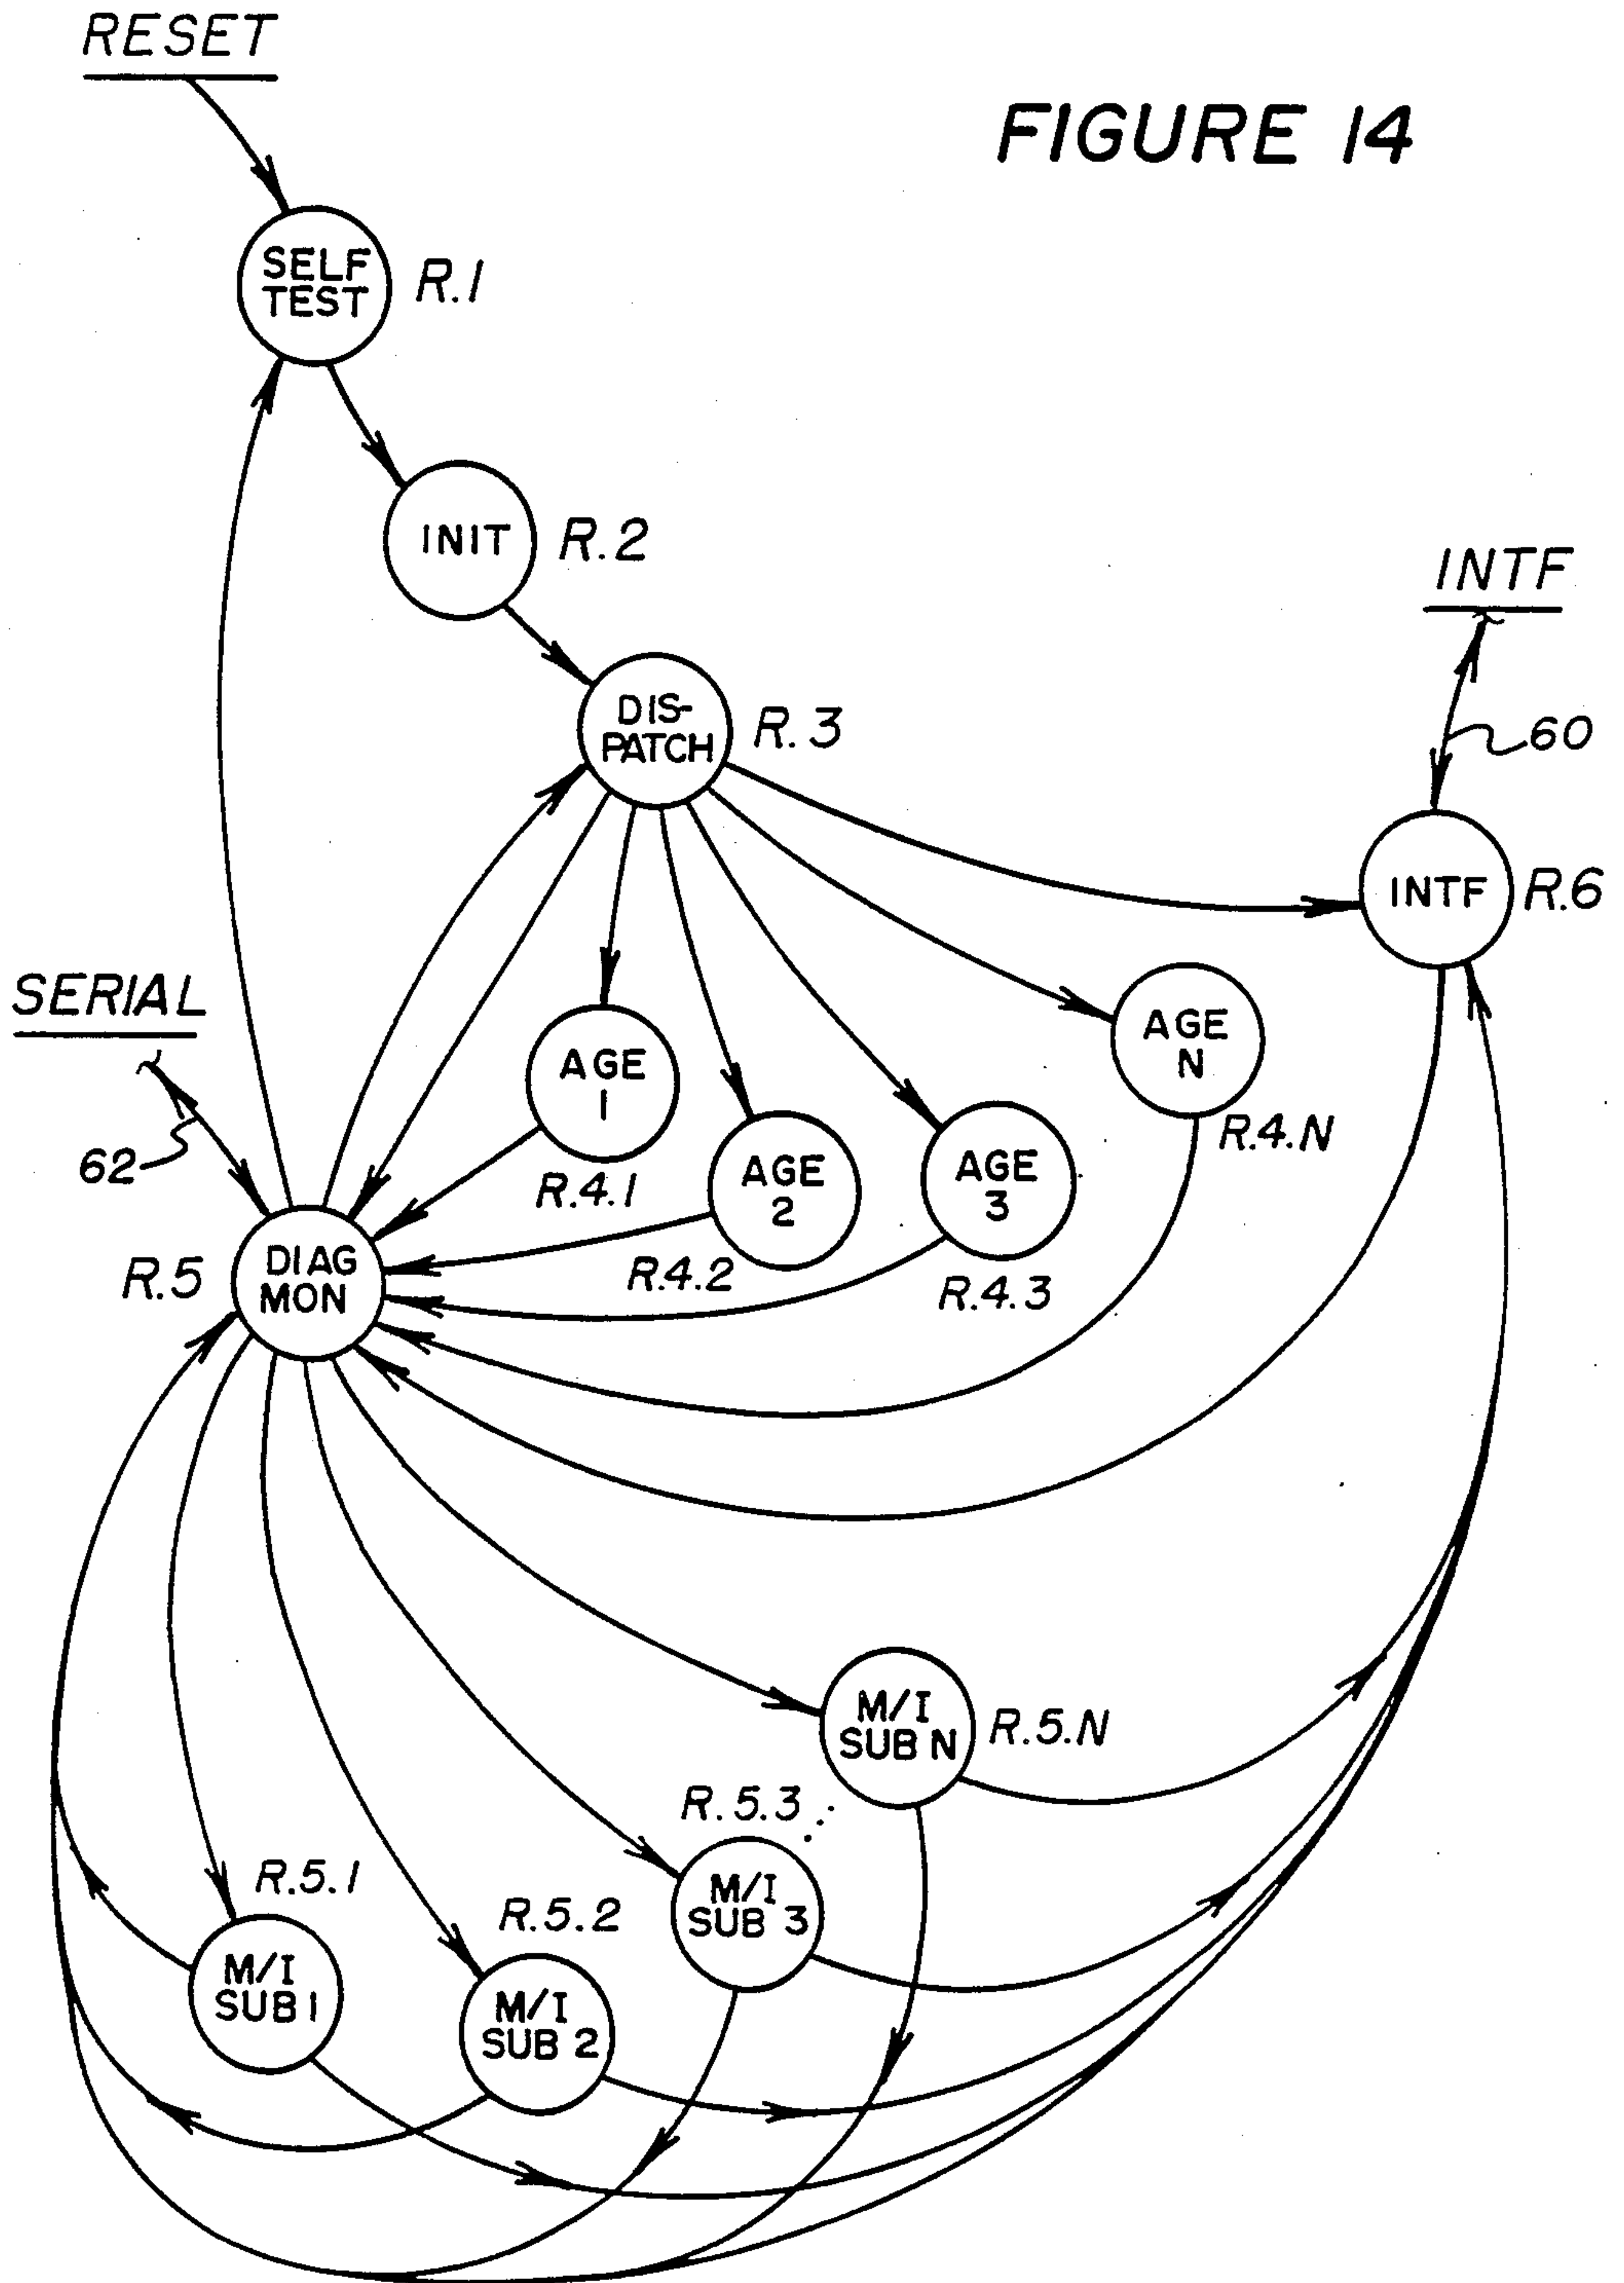 RESET
FIGURE 14
SELF
TEST
R.1
INIT
R.2
INTF
DIS-
PATCH
R.3
60
INTF
R.6
SERIAL
AGE
N
AGE
1
R.4.N
62
R.4.1
AGE
2
AGE
3
R.5
DIAG
MON
R.4.2
R.4.3
M/I
SUB N
R.5.N
R.5.3
R.5.1
M/I
SUB 3
R.5.2
M/I
SUB 1
M/I
SUB 2